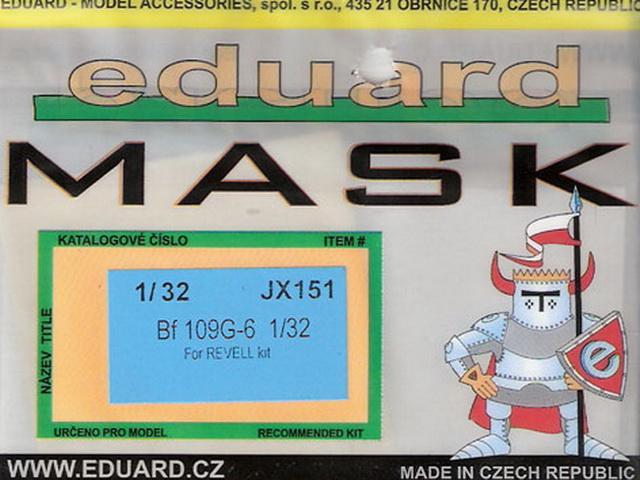 EDUARD - MODEL ACCESSORIES, spol. s r.o., 435 21 OBRNICE 170, CZECH REPUBLIC
eduard
MASK
KATALOGOVÉ ČÍSLO ITEM #
1/32 JX151
Bf 109G-6 1/32
For REVELL kit
NÁZEV TITLE
URČENO PRO MODEL RECOMMENDED KIT
e
WWW.EDUARD.CZ MADE IN CZECH REPUBLIC